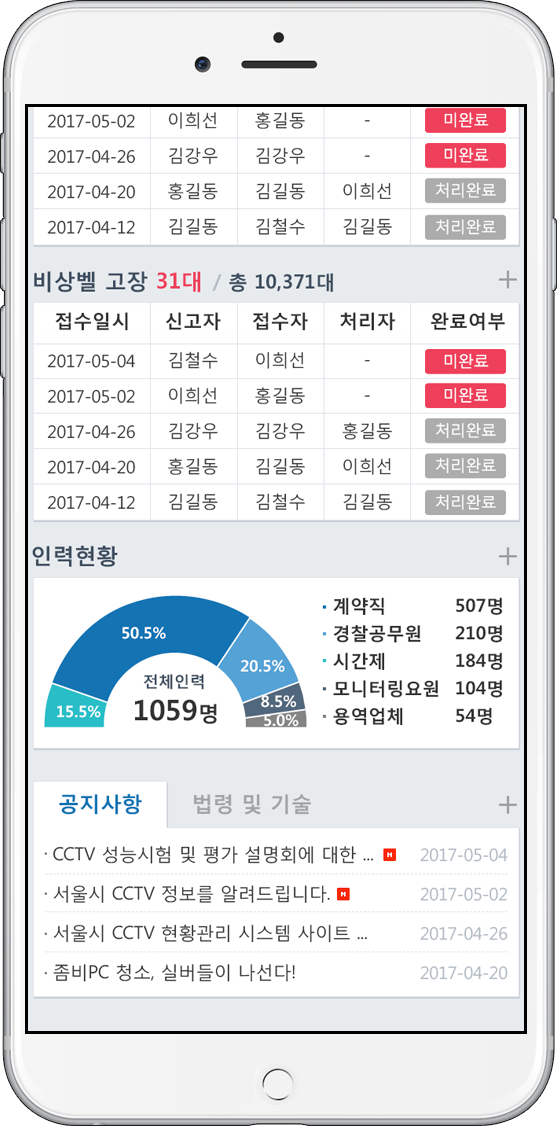 2017-05-02 이희선 홍길동 - 미완료
2017-04-26 김강우 김강우 - 미완료
2017-04-20 홍길동 김길동 이희선 처리완료
2017-04-12 김길동 김철수 김길동 처리완료
비상벨 고장 31대 / 총 10,371대 +
접수일시 신고자 접수자 처리자 완료여부
2017-05-04 김철수 이희선 - 미완료
2017-05-02 이희선 홍길동 - 미완료
2017-04-26 김강우 김강우 홍길동 처리완료
2017-04-20 홍길동 김길동 이희선 처리완료
2017-04-12 김길동 김철수 김길동 처리완료
인력현황 +
50.5%
20.5%
8.5%
5.0%
15.5%
전체인력
1059명
· 계약직 507명
· 경찰공무원 210명
· 시간제 184명
· 모니터링요원 104명
· 용역업체 54명
공지사항 법령 및 기술 +
· CCTV 성능시험 및 평가 설명회에 대한 ... N 2017-05-04
· 서울시 CCTV 정보를 알려드립니다. N 2017-05-02
· 서울시 CCTV 현황관리 시스템 사이트 ... 2017-04-26
· 좀비PC 청소, 실버들이 나선다! 2017-04-20